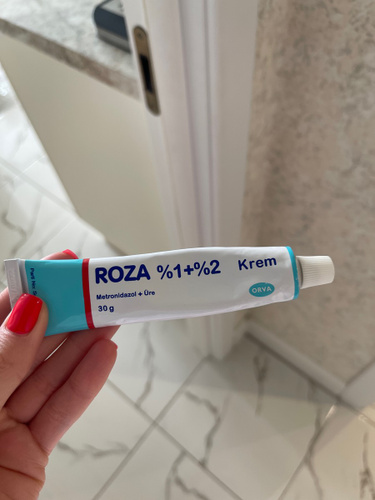 ROZA %1+%2 Krem
Metronidazol + Üre
30 g
ORVA